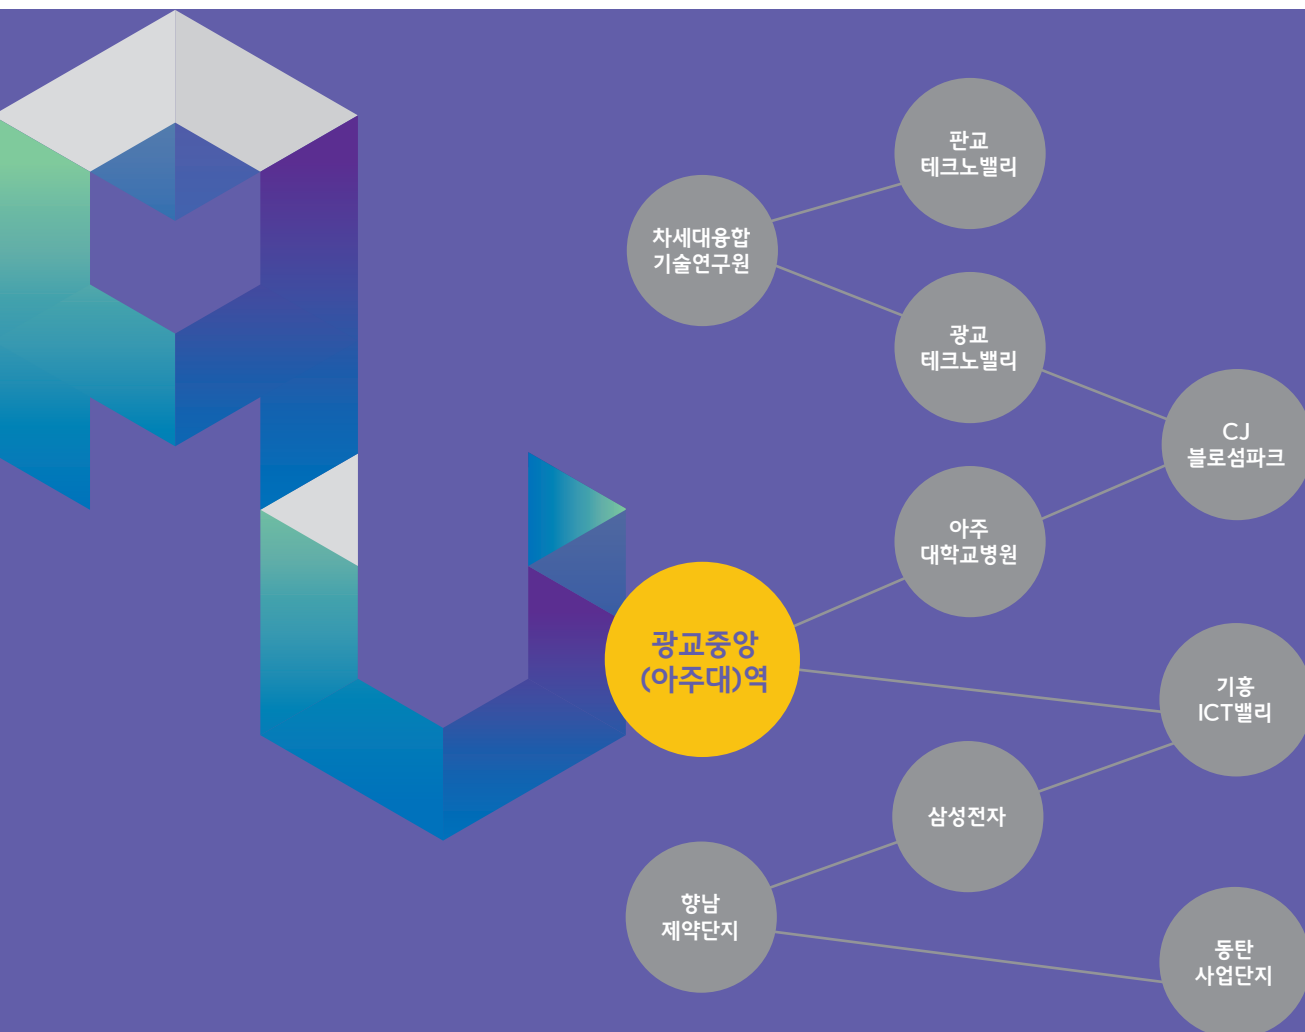 판교
테크노밸리
차세대융합
기술연구원
광교
테크노밸리
CJ
블로섬파크
아주
대학교병원
광교중앙
(아주대)역
기흥
ICT밸리
삼성전자
향남
제약단지
동탄
사업단지